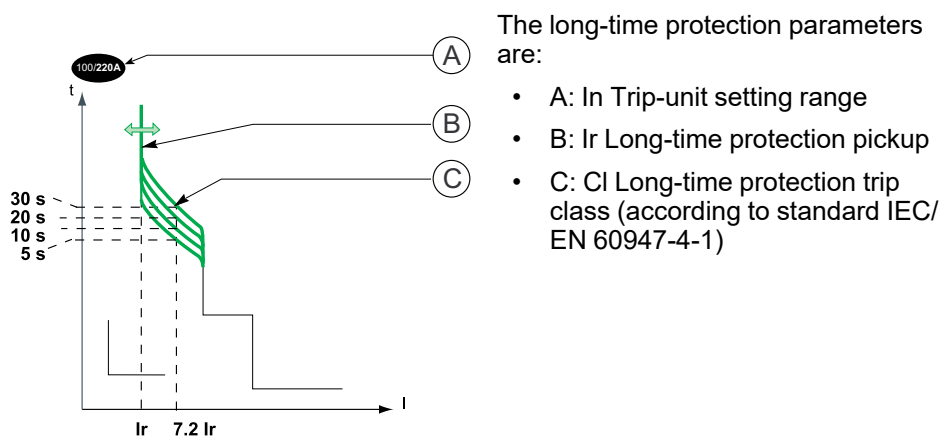 100/220A
A
t
B
C
30 s
20 s
10 s
5 s
I
Ir 7.2 Ir
The long-time protection parameters
are:
• A: In Trip-unit setting range
• B: Ir Long-time protection pickup
• C: Cl Long-time protection trip
class (according to standard IEC/
EN 60947-4-1)